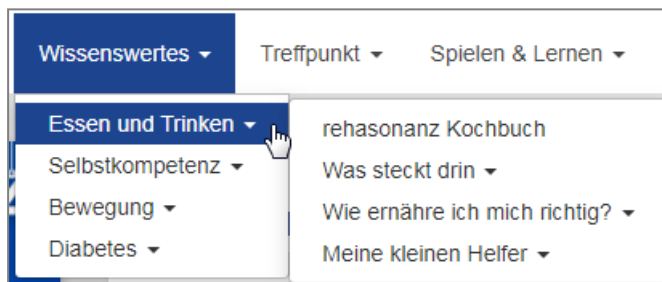 Wissenswertes Treffpunkt Spielen & Lernen
Essen und Trinken
Selbstkompetenz
Bewegung
Diabetes
rehasonanz Kochbuch
Was steckt drin
Wie ernähre ich mich richtig?
Meine kleinen Helfer